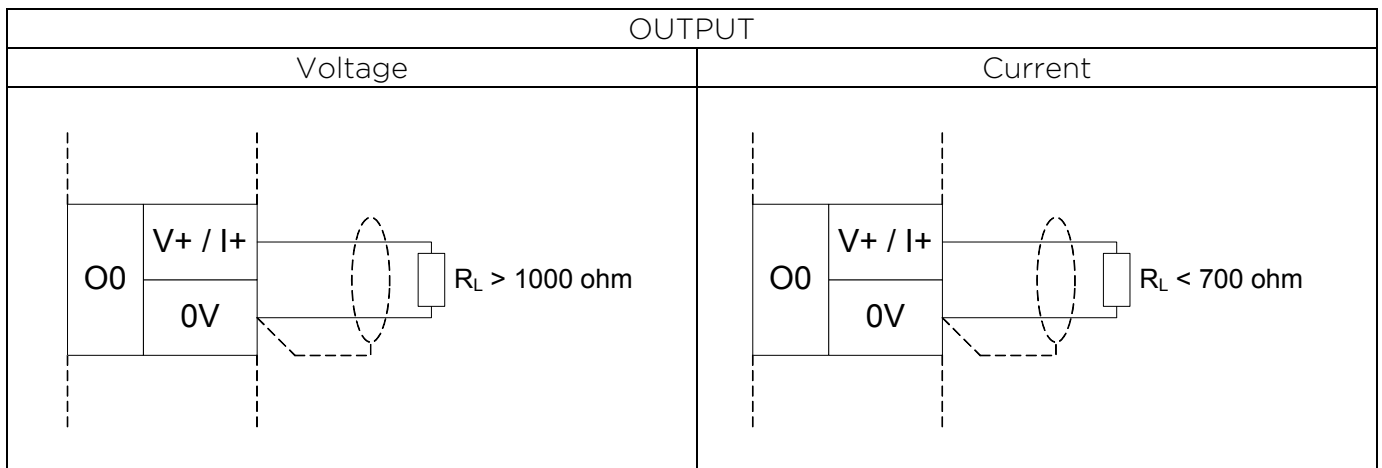 OUTPUT
Voltage
Current
O0
V+ / I+
0V
R_L > 1000 ohm
O0
V+ / I+
0V
R_L < 700 ohm